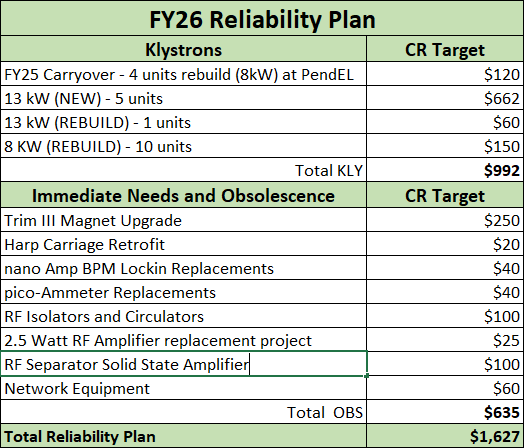 FY26 Reliability Plan
Klystrons CR Target
FY25 Carryover - 4 units rebuild (8kW) at PendEL $120
13 kW (NEW) - 5 units $662
13 kW (REBUILD) - 1 units $60
8 KW (REBUILD) - 10 units $150
Total KLY $992
Immediate Needs and Obsolescence CR Target
Trim III Magnet Upgrade $250
Harp Carriage Retrofit $20
nano Amp BPM Lockin Replacements $40
pico-Ammeter Replacements $40
RF Isolators and Circulators $100
2.5 Watt RF Amplifier replacement project $25
RF Separator Solid State Amplifier $100
Network Equipment $60
Total OBS $635
Total Reliability Plan $1,627